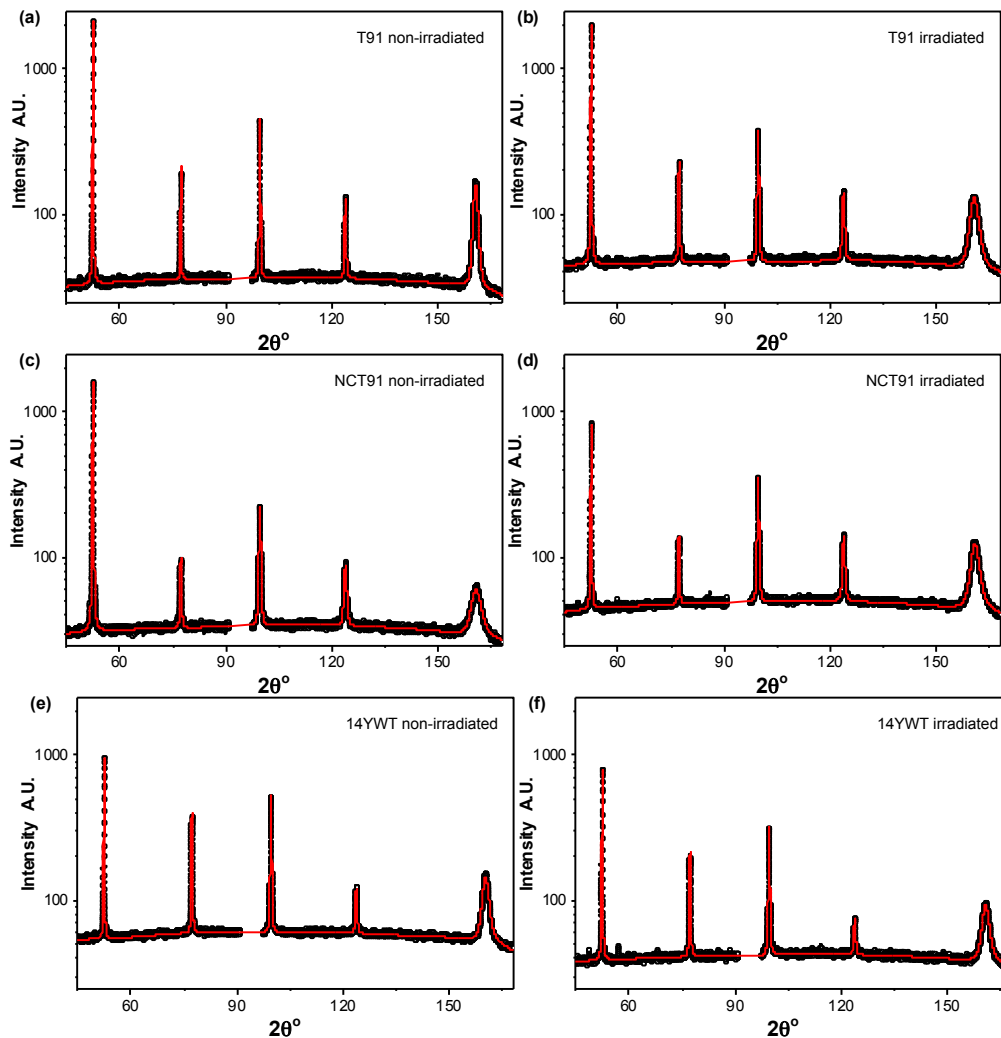 (a) T91 non-irradiated
1000
100
Intensity A.U.
60 90 120 150
2θ°
(b) T91 irradiated
1000
100
Intensity A.U.
60 90 120 150
2θ°
(c) NCT91 non-irradiated
1000
100
Intensity A.U.
60 90 120 150
2θ°
(d) NCT91 irradiated
1000
100
Intensity A.U.
60 90 120 150
2θ°
(e) 14YWT non-irradiated
1000
100
Intensity A.U.
60 90 120 150
2θ°
(f) 14YWT irradiated
1000
100
Intensity A.U.
60 90 120 150
2θ°